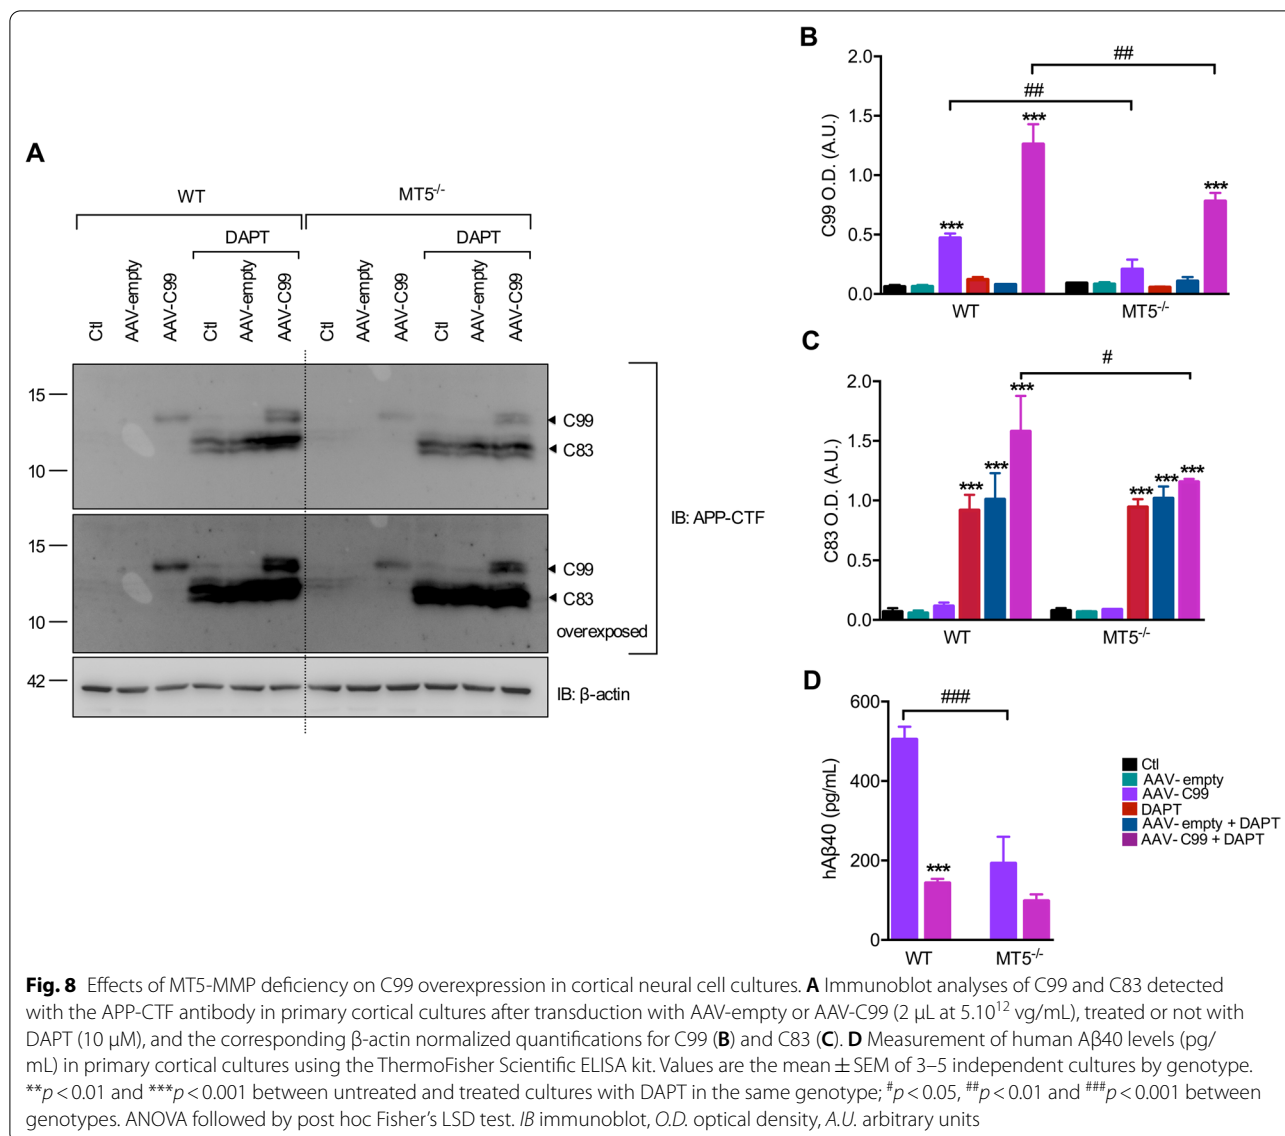 A
WT
MT5-/-
DAPT
DAPT
Ctl
AAV-empty
AAV-C99
Ctl
AAV-empty
AAV-C99
Ctl
AAV-empty
AAV-C99
Ctl
AAV-empty
AAV-C99
15
10
C99
C83
15
10
C99
C83
overexposed
IB: APP-CTF
42
IB: β-actin
B
C99 O.D. (A.U.)
2.0
1.5
1.0
0.5
0.0
##
##
***
***
***
WT
MT5-/-
C
C83 O.D. (A.U.)
2.0
1.5
1.0
0.5
0.0
#
***
***
***
***
***
***
WT
MT5-/-
D
hAβ40 (pg/mL)
600
400
200
0
###
***
WT
MT5-/-
Ctl
AAV-empty
AAV-C99
DAPT
AAV-empty + DAPT
AAV-C99 + DAPT
Fig. 8 Effects of MT5-MMP deficiency on C99 overexpression in cortical neural cell cultures. A Immunoblot analyses of C99 and C83 detected
with the APP-CTF antibody in primary cortical cultures after transduction with AAV-empty or AAV-C99 (2 μL at 5.10¹² vg/mL), treated or not with
DAPT (10 μM), and the corresponding β-actin normalized quantifications for C99 (B) and C83 (C). D Measurement of human Aβ40 levels (pg/
mL) in primary cortical cultures using the ThermoFisher Scientific ELISA kit. Values are the mean ± SEM of 3–5 independent cultures by genotype.
**p < 0.01 and ***p < 0.001 between untreated and treated cultures with DAPT in the same genotype; #p < 0.05, ##p < 0.01 and ###p < 0.001 between
genotypes. ANOVA followed by post hoc Fisher's LSD test. IB immunoblot, O.D. optical density, A.U. arbitrary units